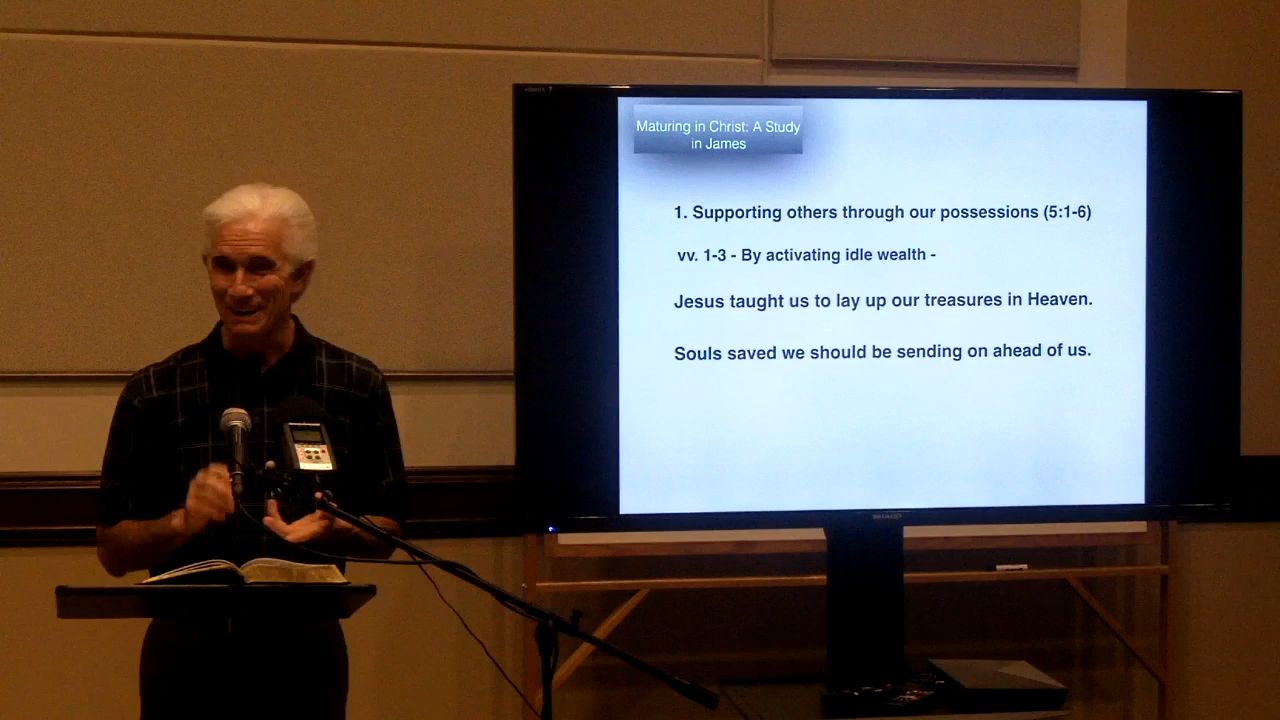 Maturing in Christ: A Study
in James
1. Supporting others through our possessions (5:1-6)
vv. 1-3 - By activating idle wealth -
Jesus taught us to lay up our treasures in Heaven.
Souls saved we should be sending on ahead of us.